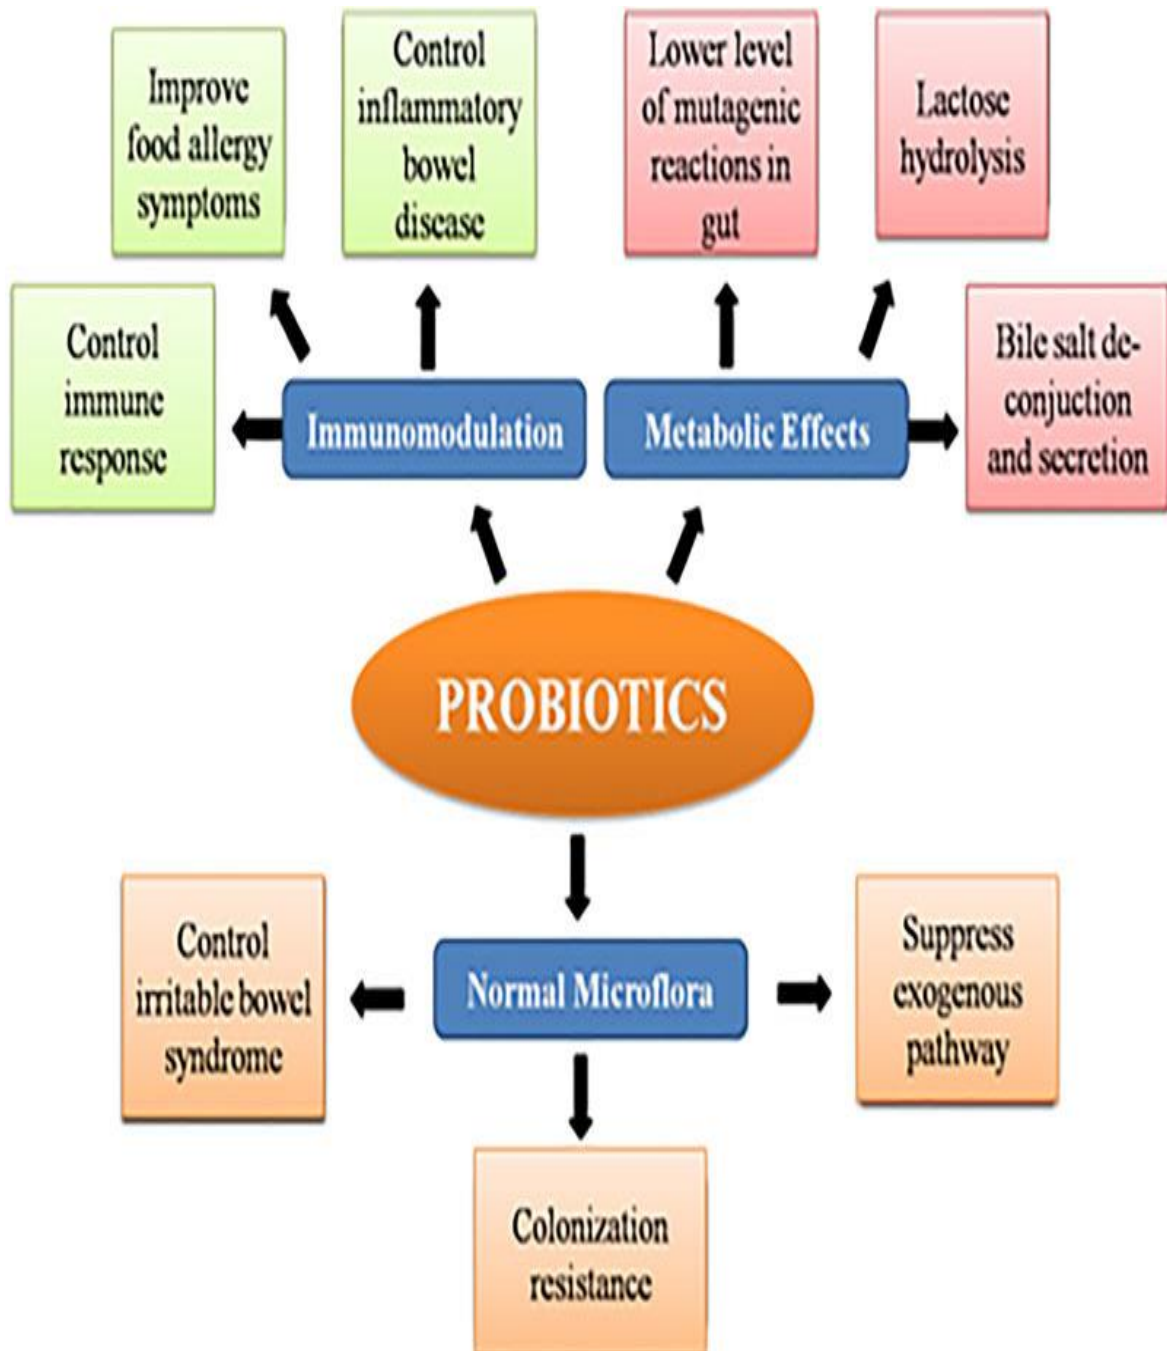 Improve
food allergy
symptoms
Control
inflammatory
bowel
disease
Lower level
of mutagenic
reactions in
gut
Lactose
hydrolysis
Control
immune
response
Immunomodulation
Metabolic Effects
Bile salt de-
conjuction
and secretion
PROBIOTICS
Control
irritable bowel
syndrome
Normal Microflora
Suppress
exogenous
pathway
Colonization
resistance